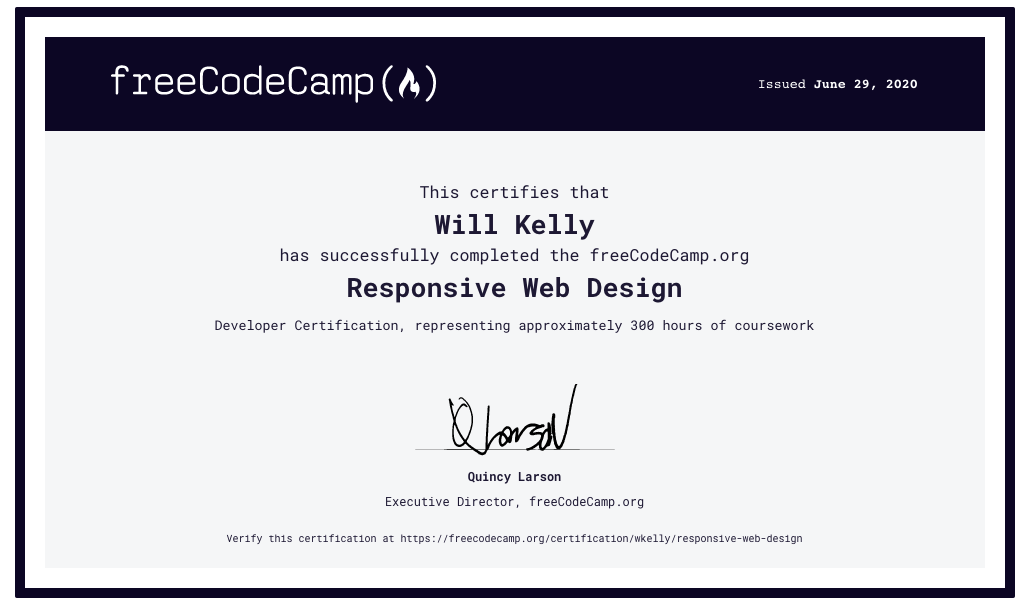 freeCodeCamp
Issued June 29, 2020
This certifies that
Will Kelly
has successfully completed the freeCodeCamp.org
Responsive Web Design
Developer Certification, representing approximately 300 hours of coursework
QLarson
Quincy Larson
Executive Director, freeCodeCamp.org
Verify this certification at https://freecodecamp.org/certification/wkelly/responsive-web-design